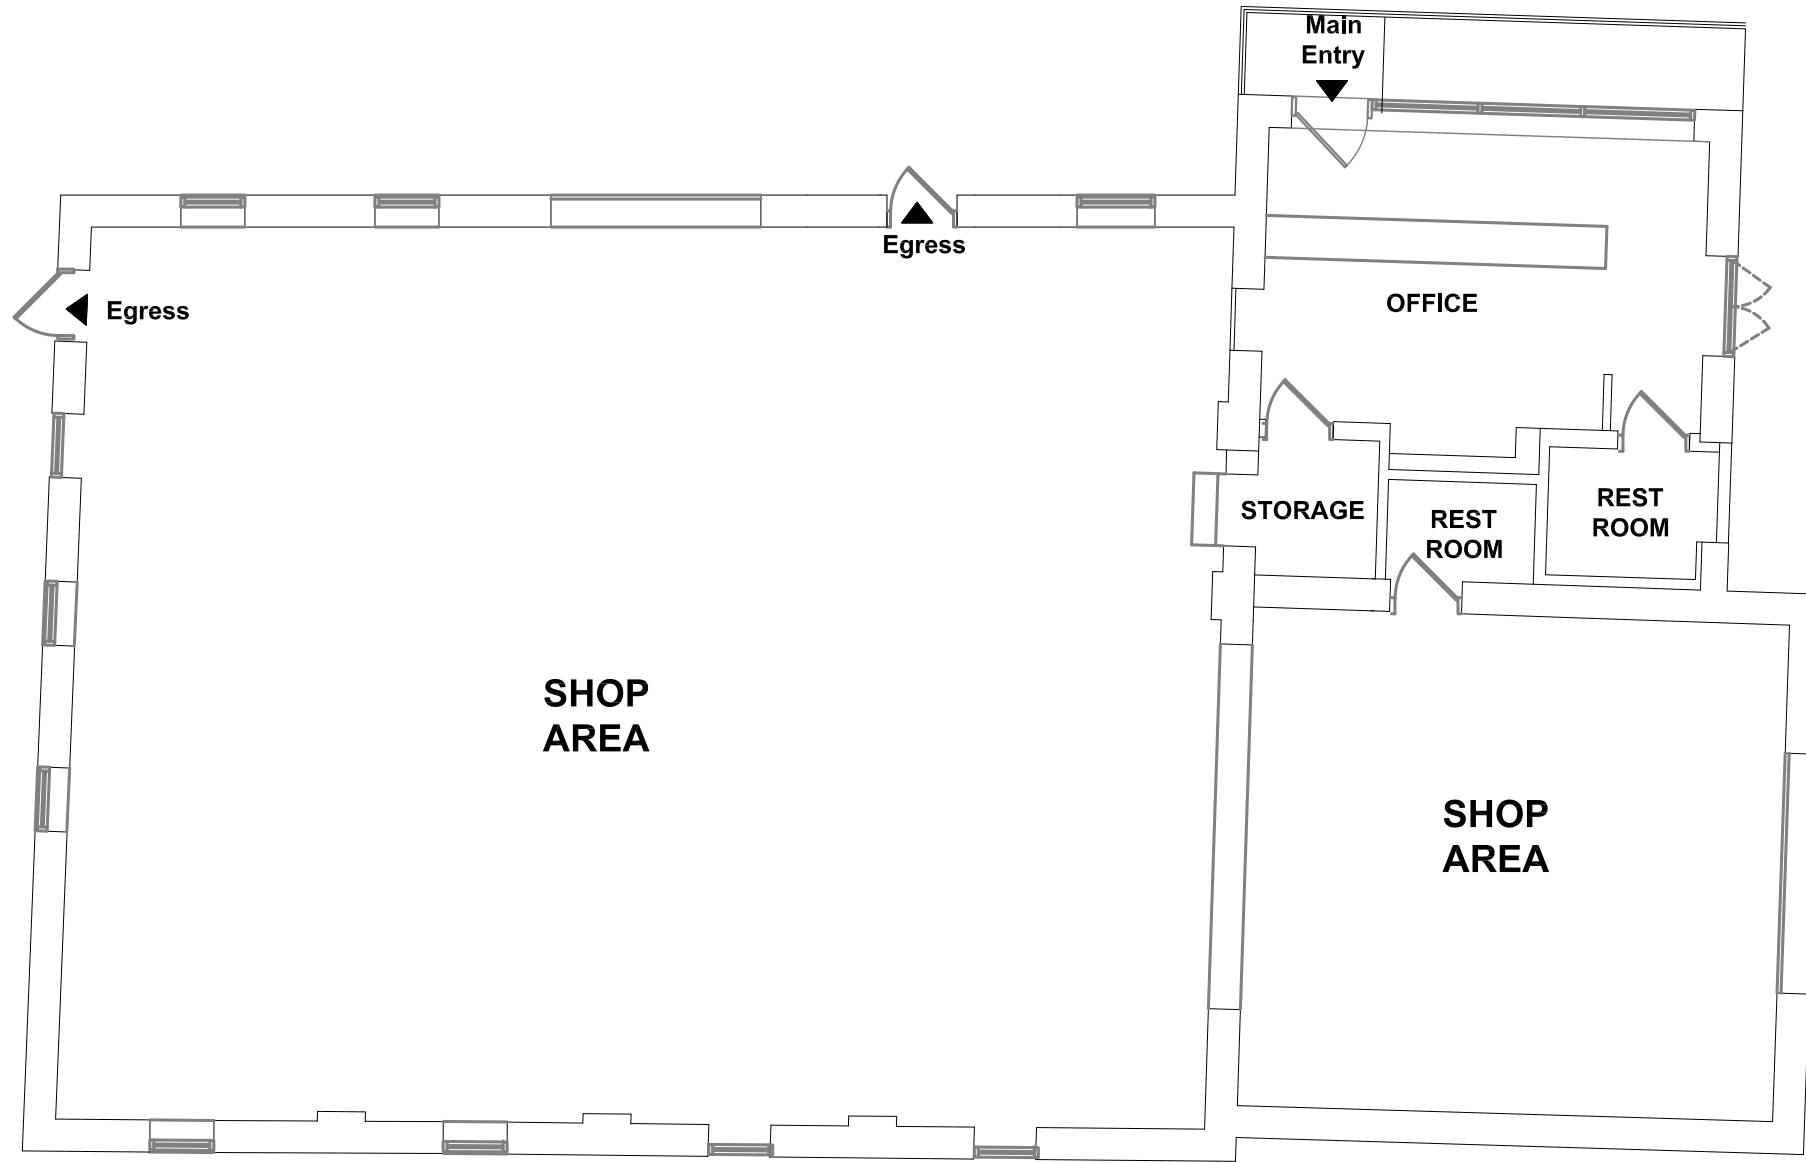 Main
Entry
Egress
Egress
OFFICE
STORAGE
REST
ROOM
REST
ROOM
SHOP
AREA
SHOP
AREA